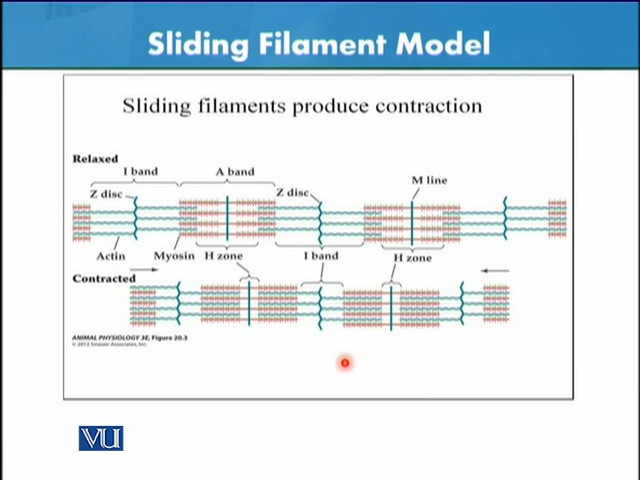 Sliding Filament Model
Sliding filaments produce contraction
Relaxed
I band
A band
M line
Z disc
Z disc
Actin
Myosin
H zone
I band
H zone
Contracted
ANIMAL PHYSIOLOGY 3E, Figure 20.3
© 2012 Sinauer Associates, Inc.
VU